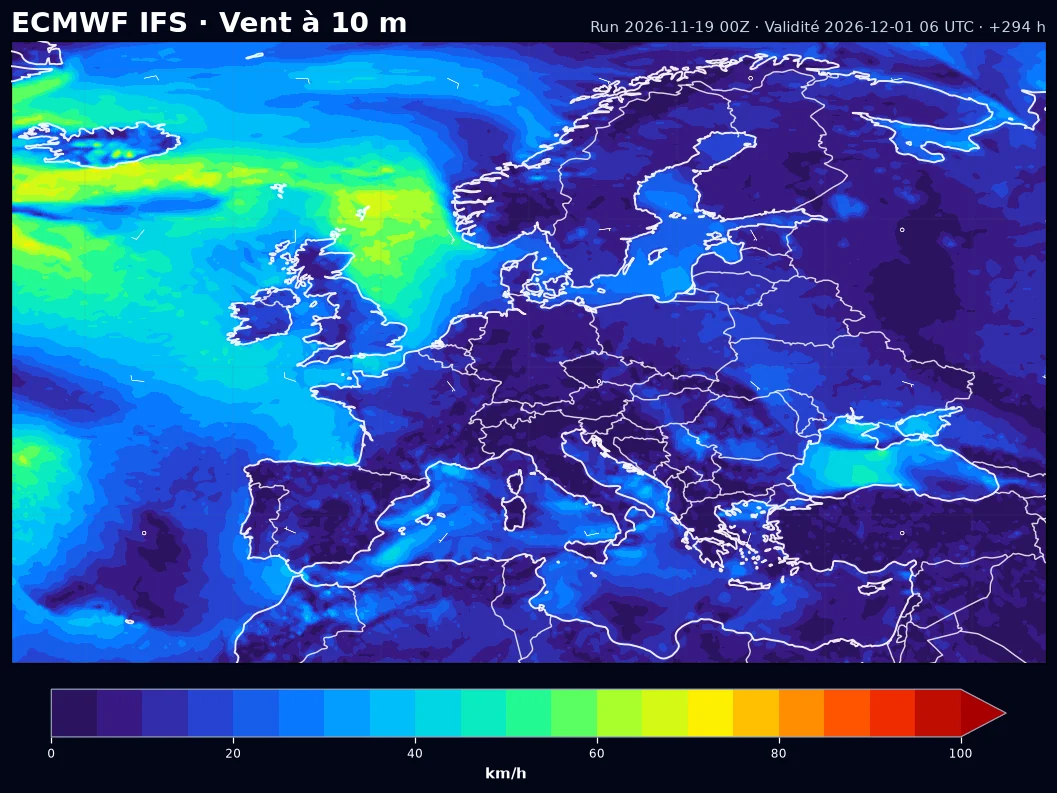 ECMWF IFS · Vent à 10 m
Run 2026-11-19 00Z · Validité 2026-12-01 06 UTC · +294 h
0 20 40 60 80 100
km/h